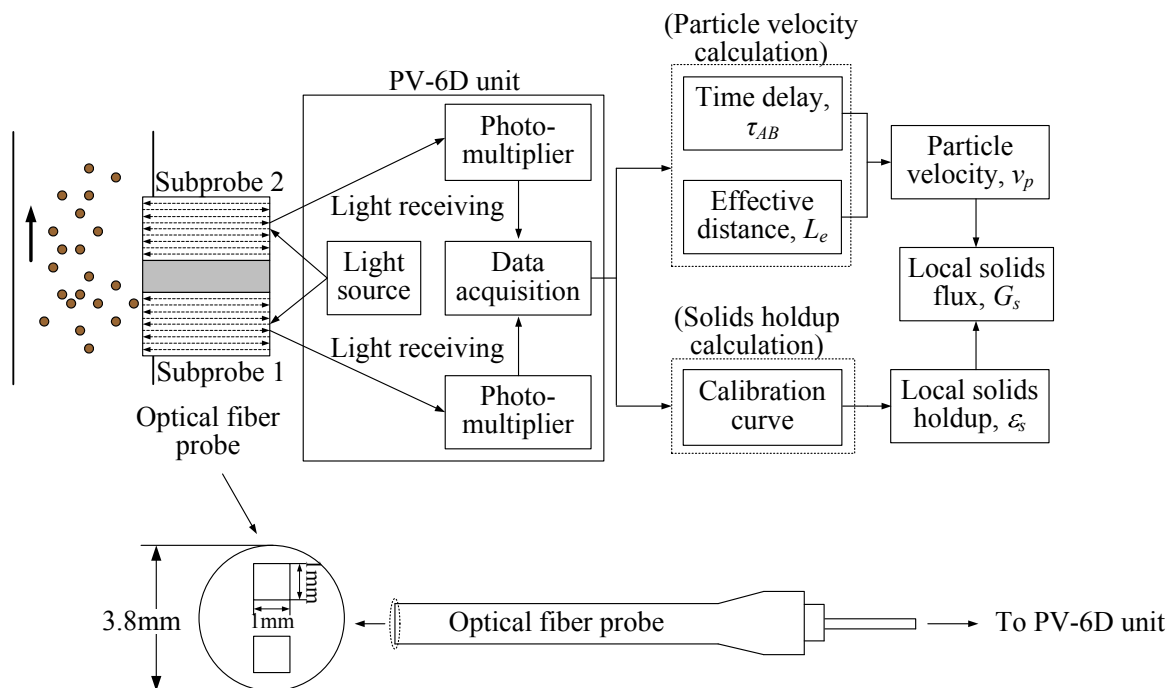 (Particle velocity
calculation)
PV-6D unit
Time delay,
τAB
Photo-
multiplier
Particle
velocity, vp
Subprobe 2
Light receiving
Effective
distance, Le
Light
source
Data
acquisition
Local solids
flux, Gs
(Solids holdup
calculation)
Light receiving
Subprobe 1
Photo-
multiplier
Calibration
curve
Local solids
holdup, εs
Optical fiber
probe
1mm
1mm
3.8mm
Optical fiber probe
To PV-6D unit